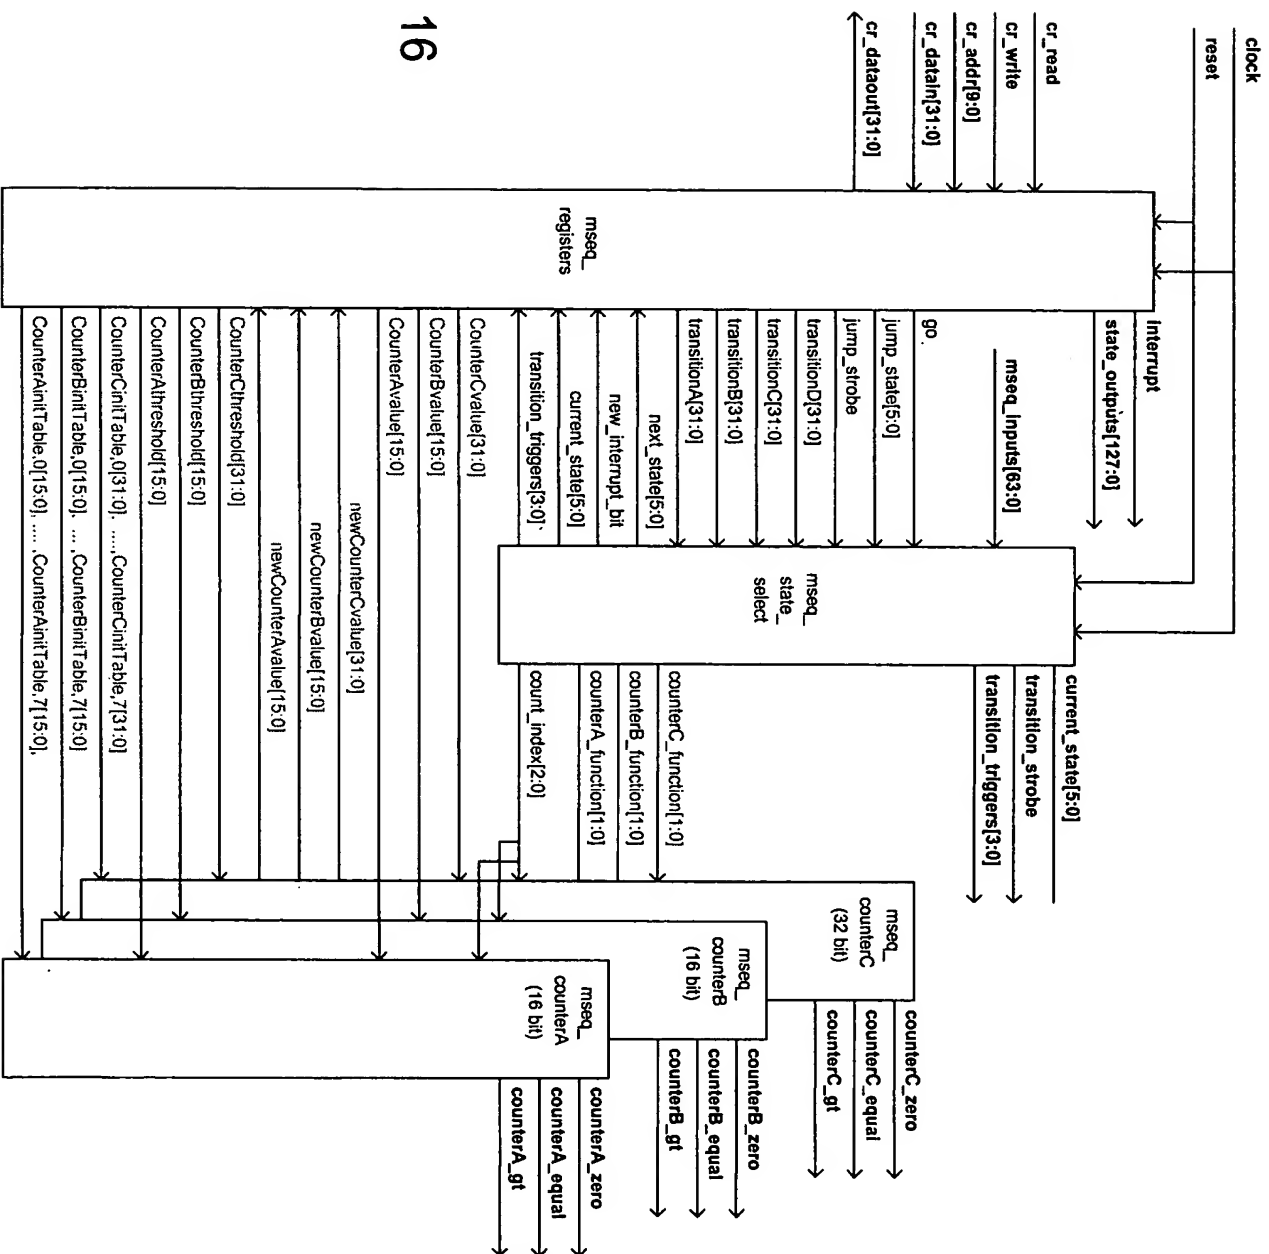 clock
reset
cr_read
cr_write
cr_addr[9:0]
cr_dataIn[31:0]
cr_dataout[31:0]
16
mseq_
registers
Interrupt
state_outputs[127:0]
mseq_inputs[63:0]
go
jump_state[5:0]
jump_strobe
transitionD[31:0]
transitionC[31:0]
transitionB[31:0]
transitionA[31:0]
next_state[5:0]
new_interrupt_bit
current_state[5:0]
transition_triggers[3:0]
CounterCvalue[31:0]
CounterBvalue[15:0]
CounterAvalue[15:0]
newCounterCvalue[31:0]
newCounterBvalue[15:0]
newCounterAvalue[15:0]
CounterCthreshold[31:0]
CounterBthreshold[15:0]
CounterAthreshold[15:0]
CounterCinitTable,0[31:0]. ....,CounterCinitTable,7[31:0]
CounterBinitTable,0[15:0]. ... ,CounterBinitTable,7[15:0]
CounterAinitTable.0[15:0]. .... ,CounterAinitTable,7[15:0],
mseq_
state_
select
current_state[5:0]
transition_strobe
transition_triggers[3:0]
counterC_function[1:0]
counterB_function[1:0]
counterA_function[1:0]
count_index[2:0]
mseq_
counterC
(32 bit)
counterC_zero
counterC_equal
counterC_gt
mseq_
counterB
(16 bit)
counterB_zero
counterB_equal
counterB_gt
mseq_
counterA
(16 bit)
counterA_zero
counterA_equal
counterA_gt